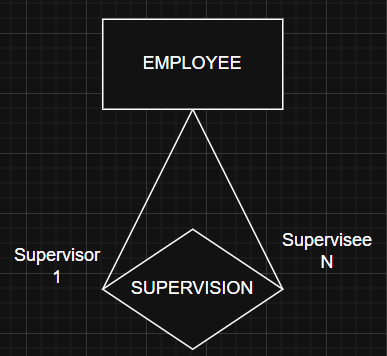 EMPLOYEE
Supervisor
1
Supervisee
N
SUPERVISION